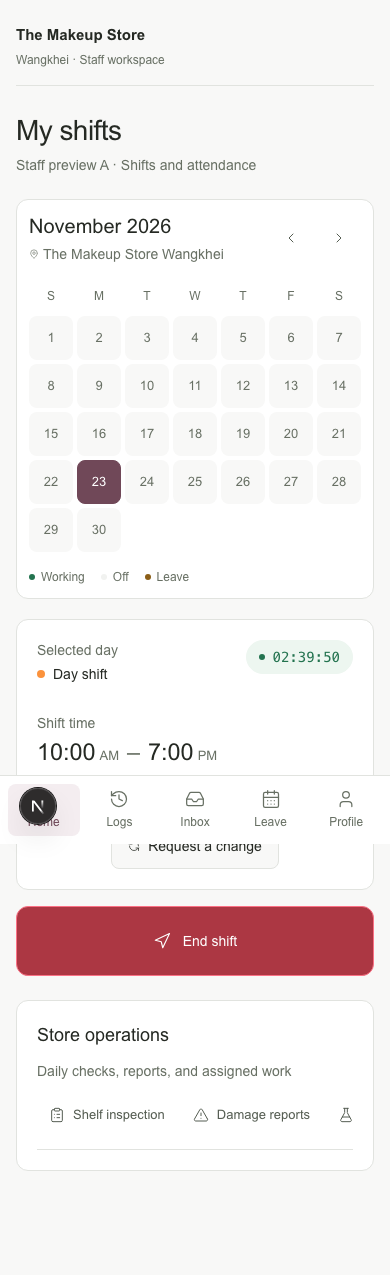 The Makeup Store
Wangkhei · Staff workspace
My shifts
Staff preview A · Shifts and attendance
November 2026
The Makeup Store Wangkhei
S M T W T F S
1 2 3 4 5 6 7
8 9 10 11 12 13 14
15 16 17 18 19 20 21
22 23 24 25 26 27 28
29 30
Working Off Leave
Selected day
02:39:50
Day shift
Shift time
10:00 AM — 7:00 PM
N
Logs Inbox Leave Profile
Request a change
End shift
Store operations
Daily checks, reports, and assigned work
Shelf inspection Damage reports